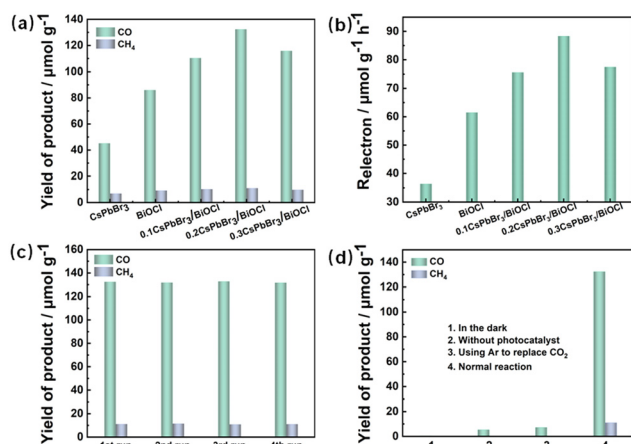 (a)
CO
CH4
Yield of product / μmol g⁻¹
140
120
100
80
60
40
20
0
CsPbBr3
BiOCl
0.1CsPbBr3/BiOCl
0.2CsPbBr3/BiOCl
0.3CsPbBr3/BiOCl
(b)
Relectron / μmol g⁻¹ h⁻¹
100
90
80
70
60
50
40
30
CsPbBr3
BiOCl
0.1CsPbBr3/BiOCl
0.2CsPbBr3/BiOCl
0.3CsPbBr3/BiOCl
(c)
CO
CH4
Yield of product / μmol g⁻¹
160
140
120
100
80
60
40
20
0
(d)
CO
CH4
Yield of product / μmol g⁻¹
140
120
100
80
60
40
20
0
1. In the dark
2. Without photocatalyst
3. Using Ar to replace CO2
4. Normal reaction